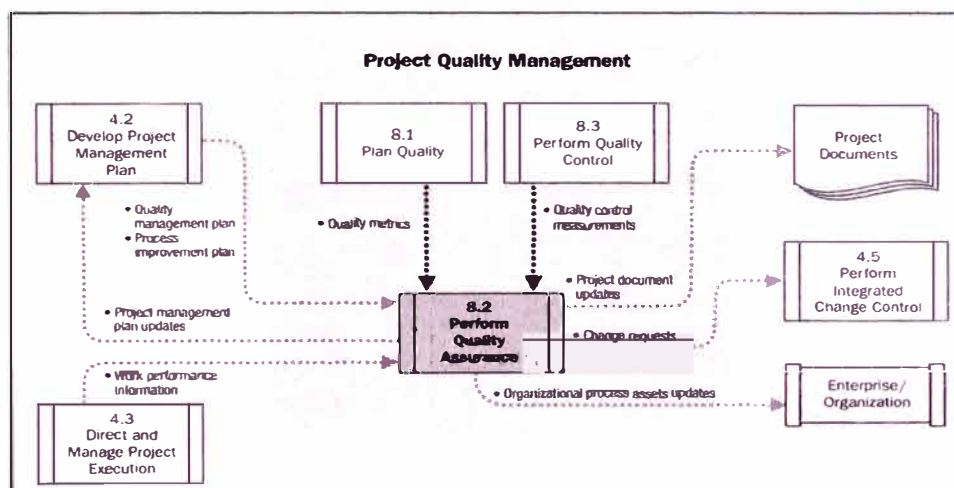 Project Quality Management
4.2
Develop Project
Management
Plan
8.1
Plan Quality
8.3
Perform Quality
Control
Project
Documents
• Quality
management plan
• Process
improvement plan
• Quality metrics
• Quality control
measurements
• Project document
updates
4.5
Perform
Integrated
Change Control
• Project management
plan updates
8.2
Perform
Quality
Assurance
• Change requests
• Work performance
information
• Organizational process assets updates
Enterprise/
Organization
4.3
Direct and
Manage Project
Execution